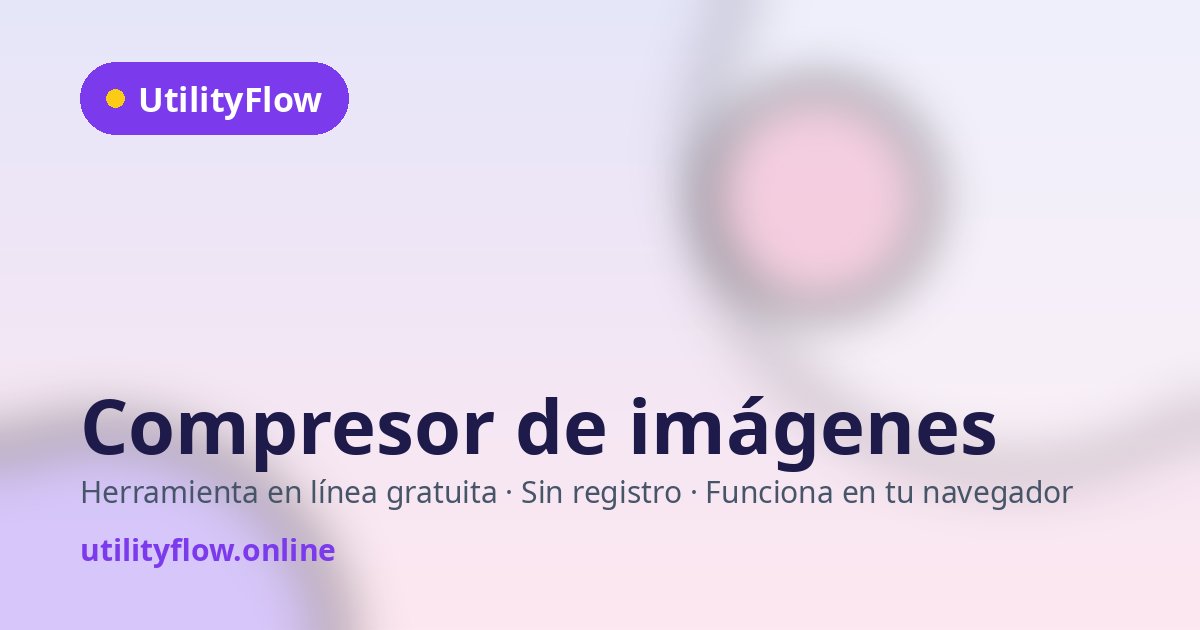 UtilityFlow
Compresor de imágenes
Herramienta en línea gratuita · Sin registro · Funciona en tu navegador
utilityflow.online